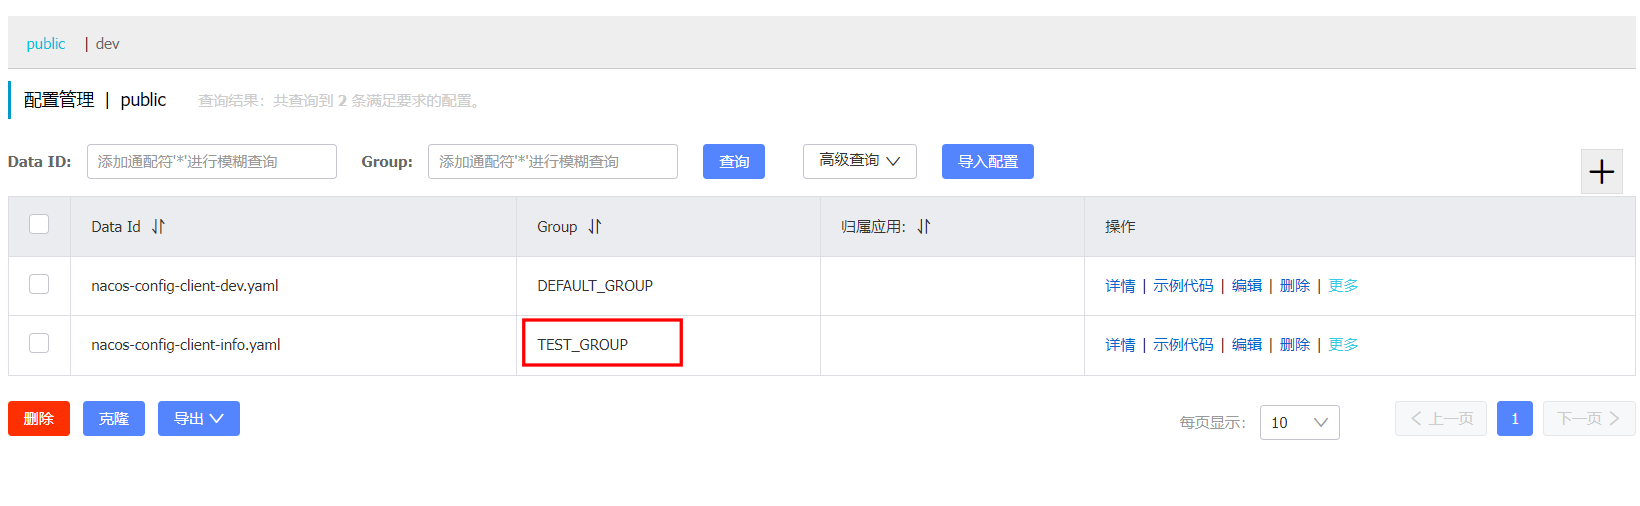 public | dev
配置管理 | public 查询结果：共查询到 2 条满足要求的配置。
Data ID: 添加通配符'*'进行模糊查询 Group: 添加通配符'*'进行模糊查询 查询 高级查询 导入配置
Data Id Group 归属应用: 操作
nacos-config-client-dev.yaml DEFAULT_GROUP 详情 | 示例代码 | 编辑 | 删除 | 更多
nacos-config-client-info.yaml TEST_GROUP 详情 | 示例代码 | 编辑 | 删除 | 更多
删除 克隆 导出 每页显示: 10 上一页 1 下一页